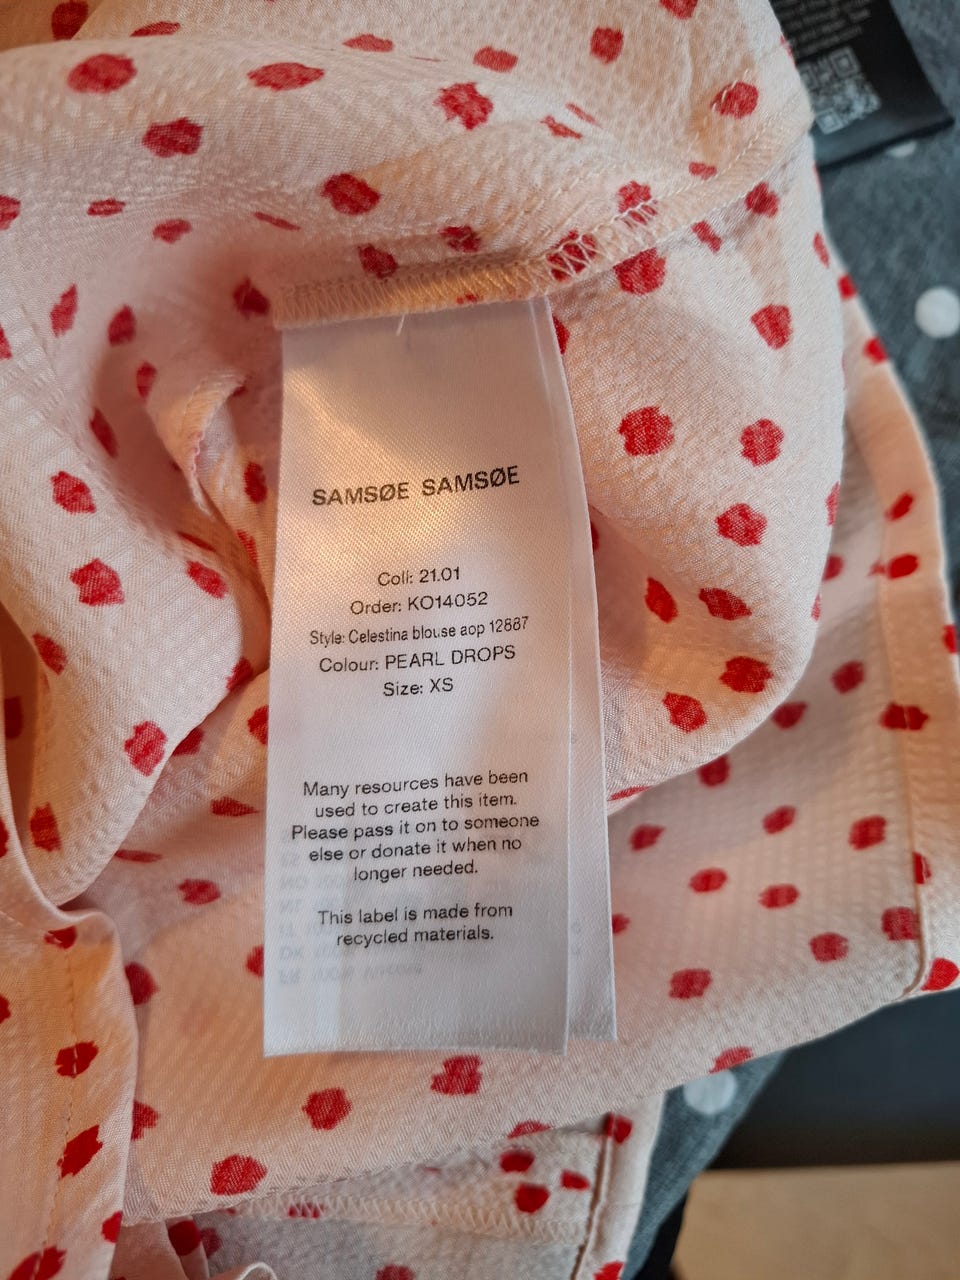 SAMSØE SAMSØE
Coll: 21.01
Order: KO14052
Style: Celestina blouse aop 12887
Colour: PEARL DROPS
Size: XS
Many resources have been
used to create this item.
Please pass it on to someone
else or donate it when no
longer needed.
This label is made from
recycled materials.